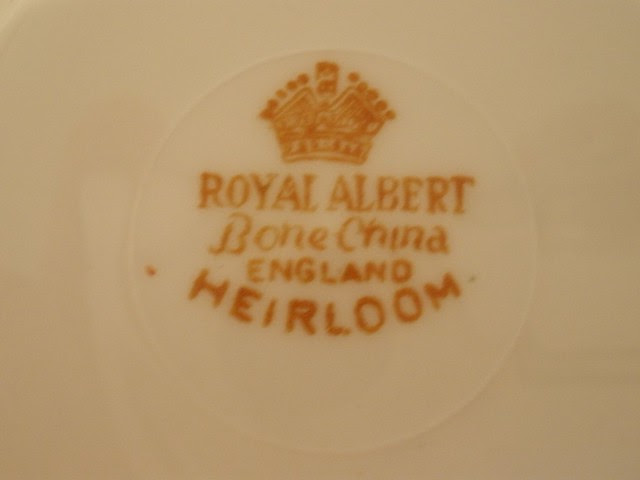 ROYAL ALBERT
Bone China
ENGLAND
HEIRLOOM